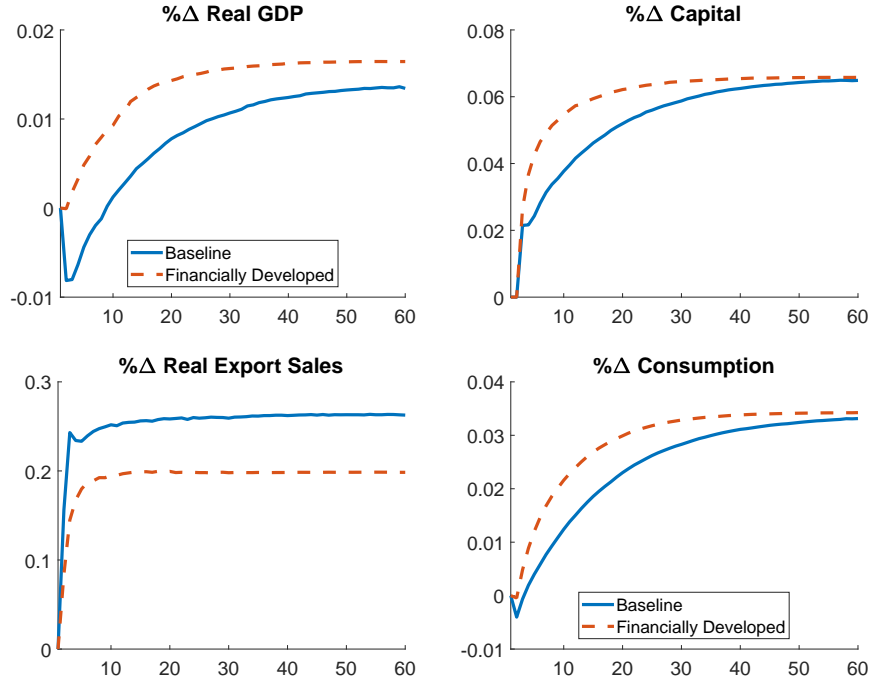 %Δ Real GDP
0.02
0.01
0
-0.01
10 20 30 40 50 60
Baseline
Financially Developed
%Δ Capital
0.08
0.06
0.04
0.02
0
10 20 30 40 50 60
%Δ Real Export Sales
0.3
0.2
0.1
0
10 20 30 40 50 60
%Δ Consumption
0.04
0.03
0.02
0.01
0
-0.01
10 20 30 40 50 60
Baseline
Financially Developed